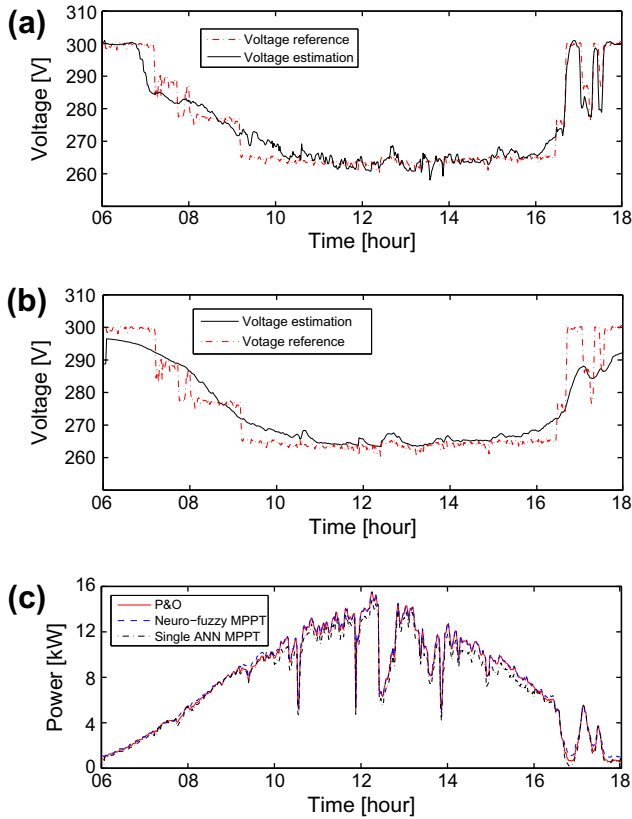 (a)
310
300
290
280
270
260
250
Voltage [V]
Voltage reference
Voltage estimation
06 08 10 12 14 16 18
Time [hour]
(b)
310
300
290
280
270
260
Voltage [V]
Voltage estimation
Votage reference
06 08 10 12 14 16 18
Time [hour]
(c)
16
12
8
4
0
Power [kW]
P&O
Neuro-fuzzy MPPT
Single ANN MPPT
06 08 10 12 14 16 18
Time [hour]